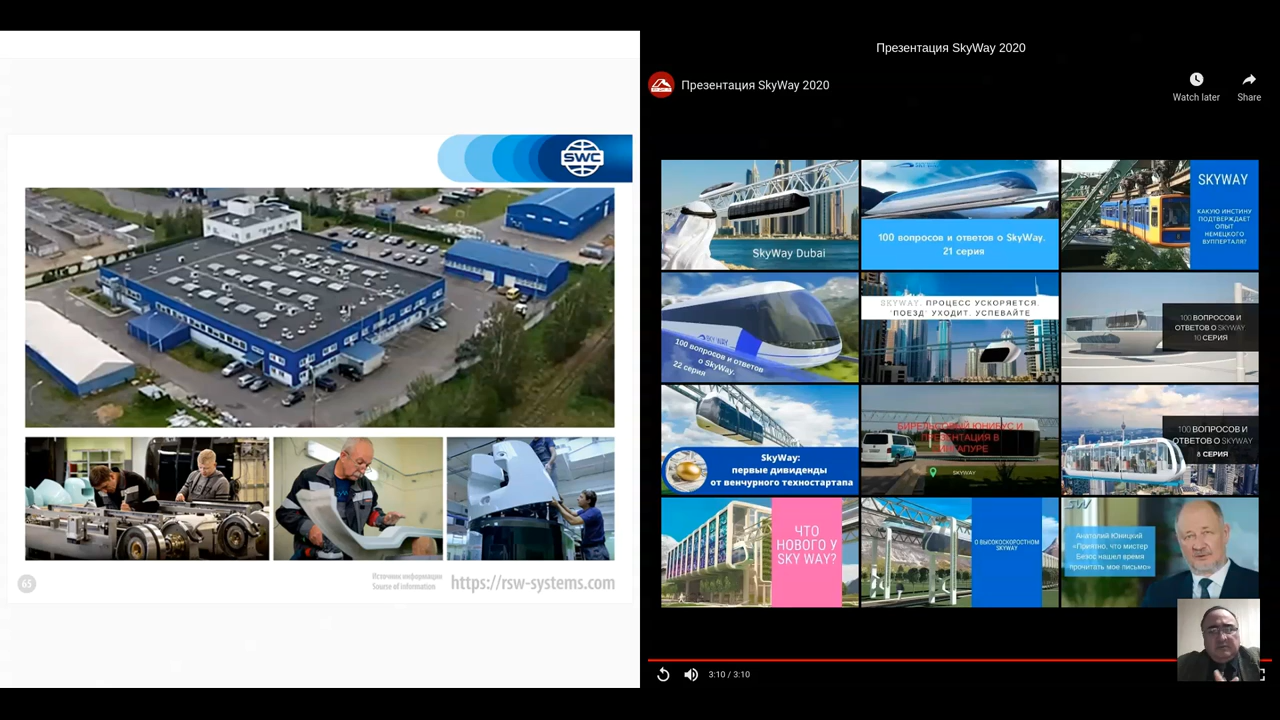 SWC
65
Источник информации
Source of information
https://rsw-systems.com
Презентация SkyWay 2020
Презентация SkyWay 2020
Watch later
Share
SkyWay Dubai
100 вопросов и ответов о SkyWay.
21 серия
SKYWAY
КАКУЮ ИСТИНУ
ПОДТВЕРЖДАЕТ
ОПЫТ
НЕМЕЦКОГО
ВУППЕРТАЛЯ?
100 вопросов и ответов
о SkyWay.
22 серия
SKYWAY. ПРОЦЕСС УСКОРЯЕТСЯ.
"ПОЕЗД" УХОДИТ. УСПЕВАЙТЕ
100 ВОПРОСОВ И
ОТВЕТОВ О SKYWAY
10 СЕРИЯ
SkyWay:
первые дивиденды
от венчурного техностартапа
БИРЕЛЬСОВЫЙ ЮНИБУС И
ПРЕЗЕНТАЦИЯ В
SKYWAY
100 ВОПРОСОВ И
ОТВЕТОВ О SKYWAY
8 СЕРИЯ
ЧТО
НОВОГО У
SKY WAY?
О ВЫСОКОСКОРОСТНОМ
SKYWAY
SW
Анатолий Юницкий
«Приятно, что мистер
Безос нашел время
прочитать мое письмо»
3:10 / 3:10